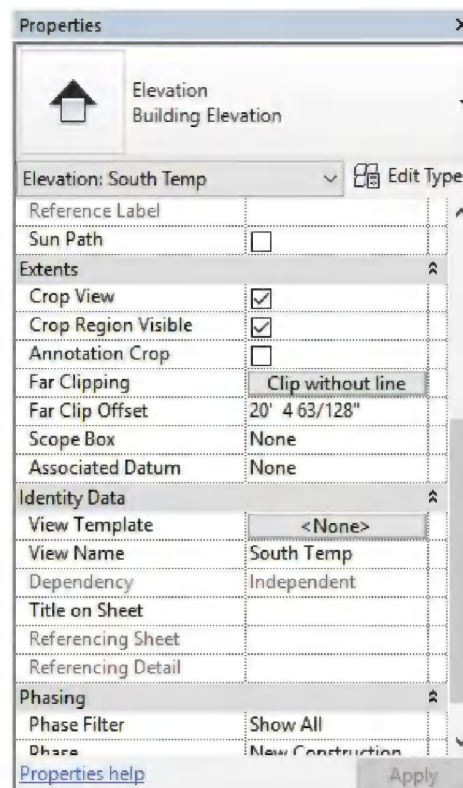 Properties
Elevation
Building Elevation
Elevation: South Temp Edit Type
Reference Label
Sun Path
Extents
Crop View
Crop Region Visible
Annotation Crop
Far Clipping Clip without line
Far Clip Offset 20' 4 63/128"
Scope Box None
Associated Datum None
Identity Data
View Template <None>
View Name South Temp
Dependency Independent
Title on Sheet
Referencing Sheet
Referencing Detail
Phasing
Phase Filter Show All
Phase New Construction
Properties help Apply